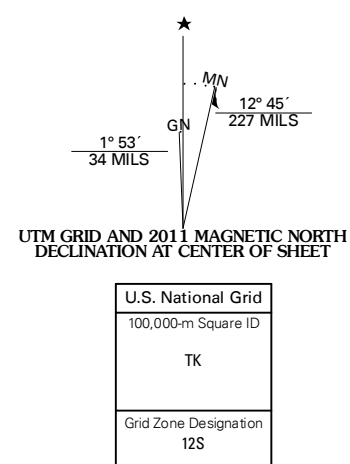 MN
GN
12° 45´
227 MILS
1° 53´
34 MILS
UTM GRID AND 2011 MAGNETIC NORTH
DECLINATION AT CENTER OF SHEET
U.S. National Grid
100,000-m Square ID
TK
Grid Zone Designation
12S